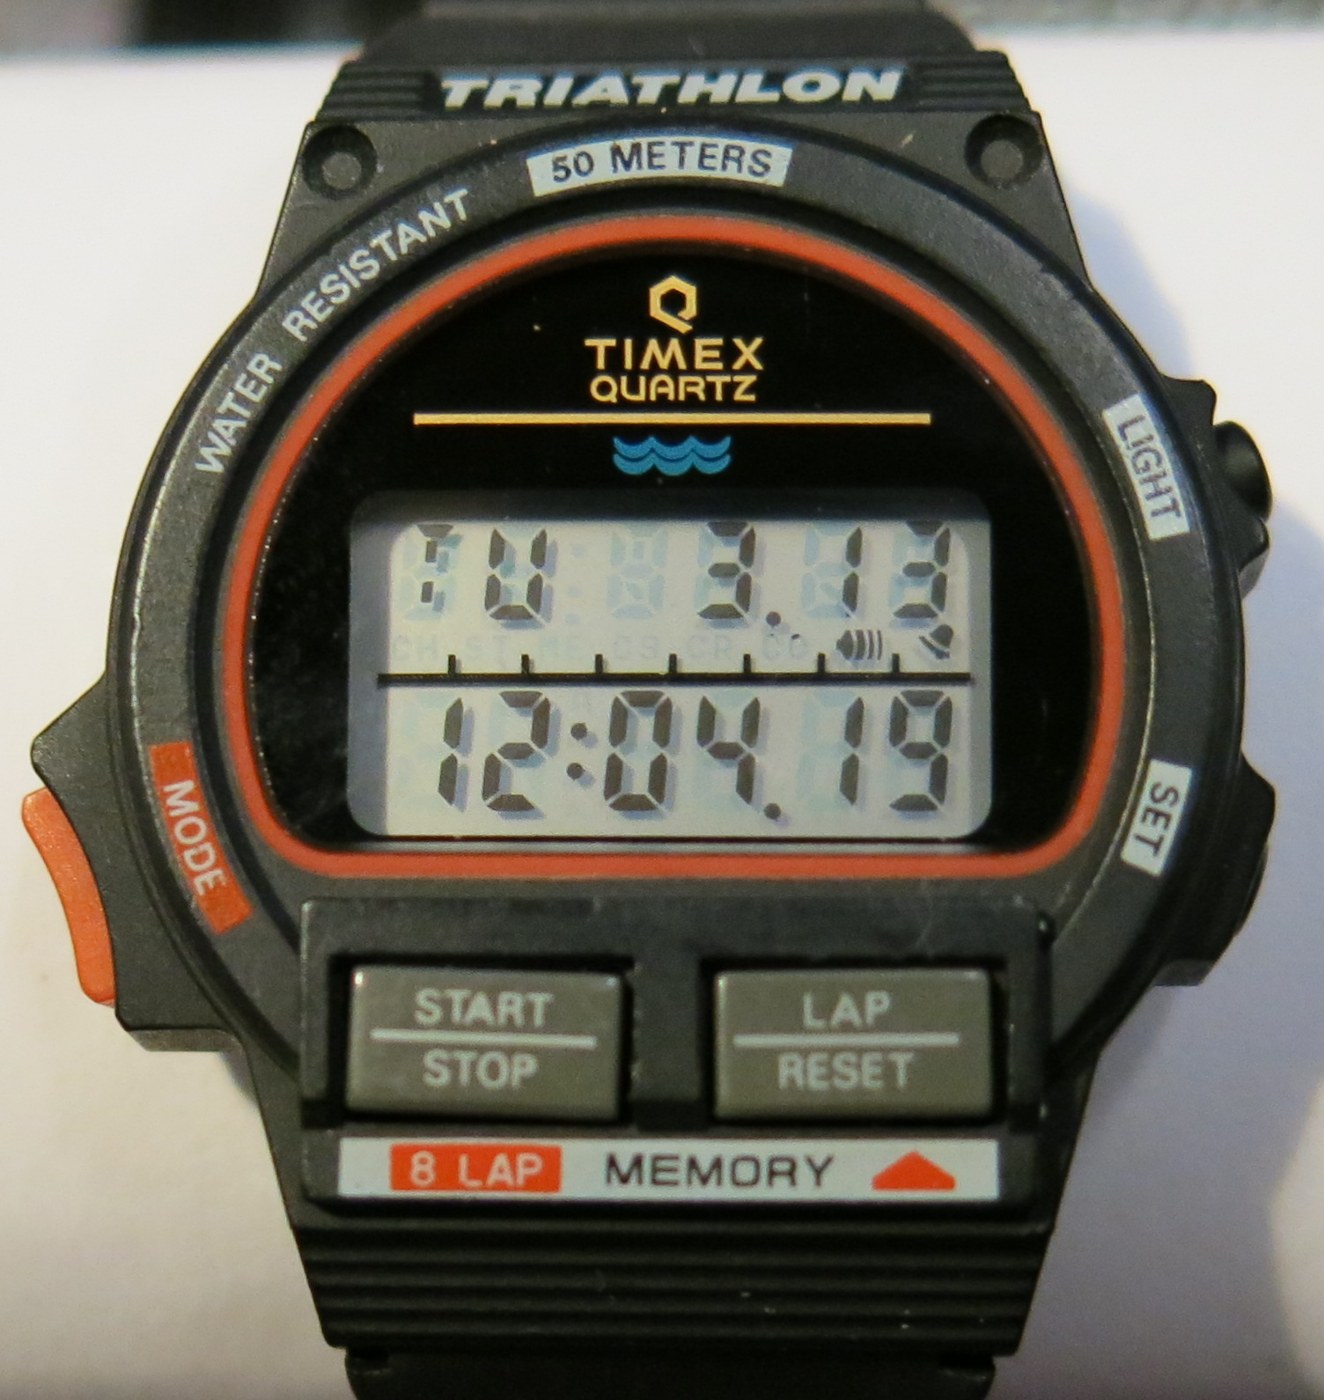 TRIATHLON
50 METERS
WATER RESISTANT
TIMEX
QUARTZ
LIGHT
TU 3.13
12:04.19
MODE
SET
START
STOP
LAP
RESET
8 LAP MEMORY